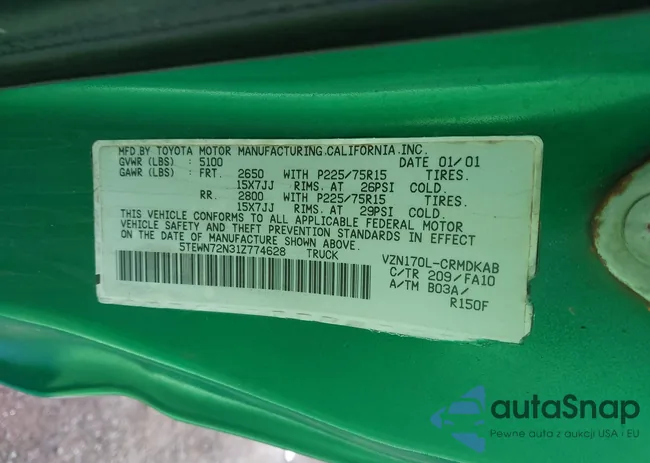 MFD.BY TOYOTA MOTOR MANUFACTURING.CALIFORNIA.INC.
GVWR (LBS) : 5100 DATE 01/01
GAWR (LBS) : FRT. 2650 WITH P225/75R15 TIRES.
15X7JJ RIMS. AT 26PSI COLD.
RR. 2800 WITH P225/75R15 TIRES.
15X7JJ RIMS. AT 29PSI COLD.
THIS VEHICLE CONFORMS TO ALL APPLICABLE FEDERAL MOTOR
VEHICLE SAFETY AND THEFT PREVENTION STANDARDS IN EFFECT
ON THE DATE OF MANUFACTURE SHOWN ABOVE.
5TEWN72N31Z774628 TRUCK
VZN170L-CRMDKAB
C/TR 209/FA10
A/TM B03A/
R150F
autaSnap
Pewne auta z aukcji USA i EU